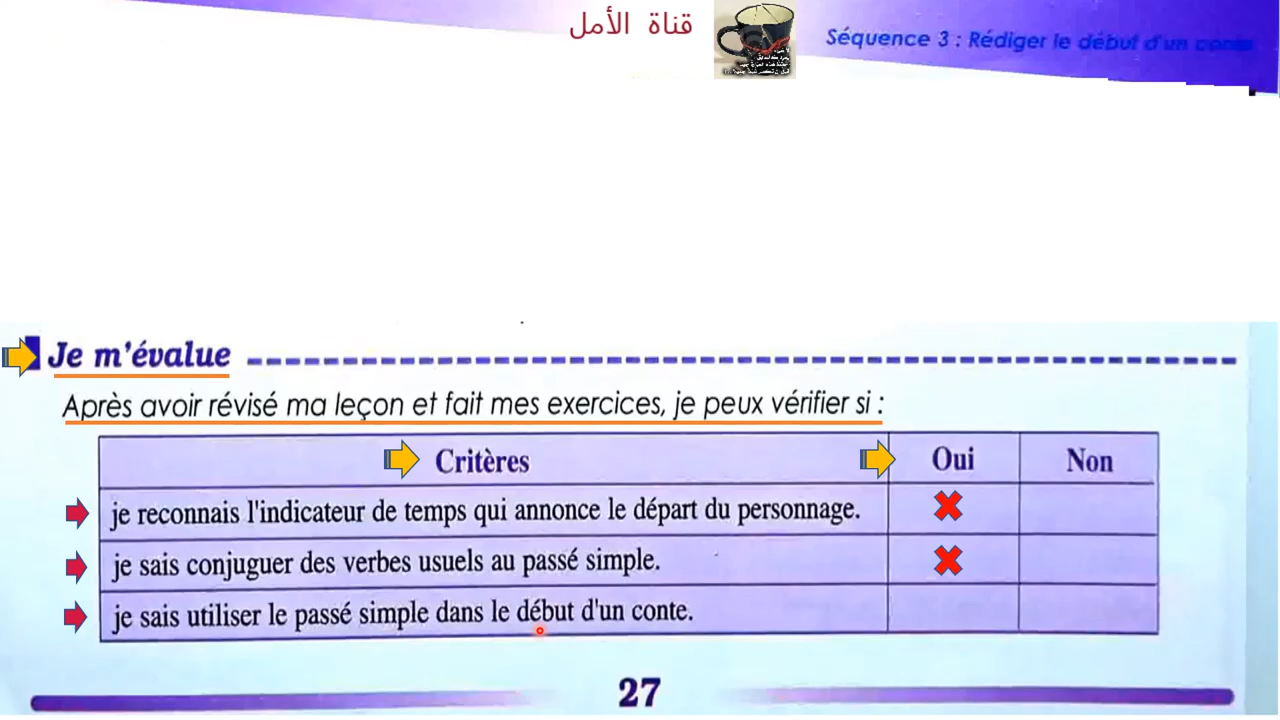 قناة الأمل
Séquence 3 : Rédiger le début d'un conte
Je m'évalue
Après avoir révisé ma leçon et fait mes exercices, je peux vérifier si :
Critères Oui Non
je reconnais l'indicateur de temps qui annonce le départ du personnage.
je sais conjuguer des verbes usuels au passé simple.
je sais utiliser le passé simple dans le début d'un conte.
27